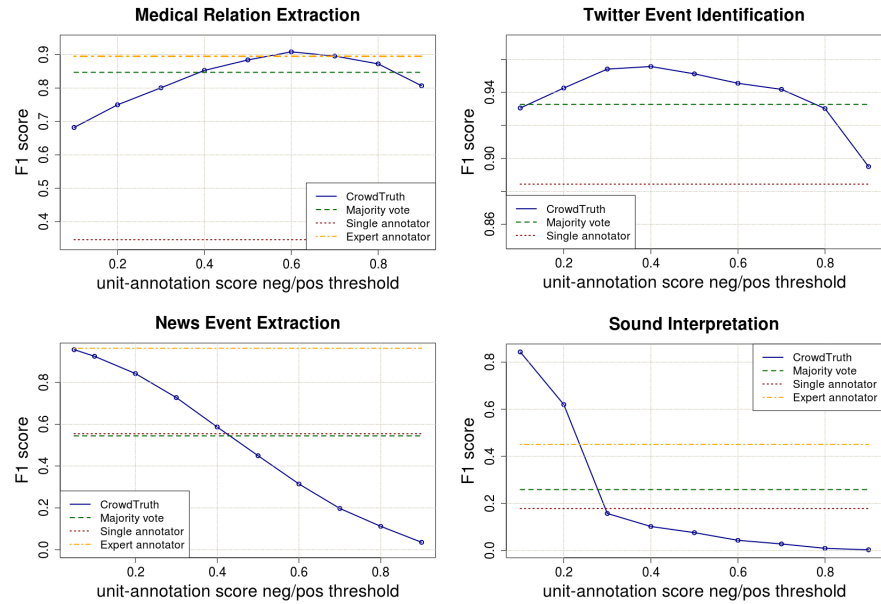 Medical Relation Extraction
F1 score
0.9
0.8
0.7
0.6
0.5
0.4
CrowdTruth
Majority vote
Single annotator
Expert annotator
0.2 0.4 0.6 0.8
unit-annotation score neg/pos threshold
Twitter Event Identification
F1 score
0.94
0.90
0.86
CrowdTruth
Majority vote
Single annotator
0.2 0.4 0.6 0.8
unit-annotation score neg/pos threshold
News Event Extraction
F1 score
0.8
0.6
0.4
0.2
0.0
CrowdTruth
Majority vote
Single annotator
Expert annotator
0.2 0.4 0.6 0.8
unit-annotation score neg/pos threshold
Sound Interpretation
F1 score
0.8
0.6
0.4
0.2
0.0
CrowdTruth
Majority vote
Single annotator
Expert annotator
0.2 0.4 0.6 0.8
unit-annotation score neg/pos threshold